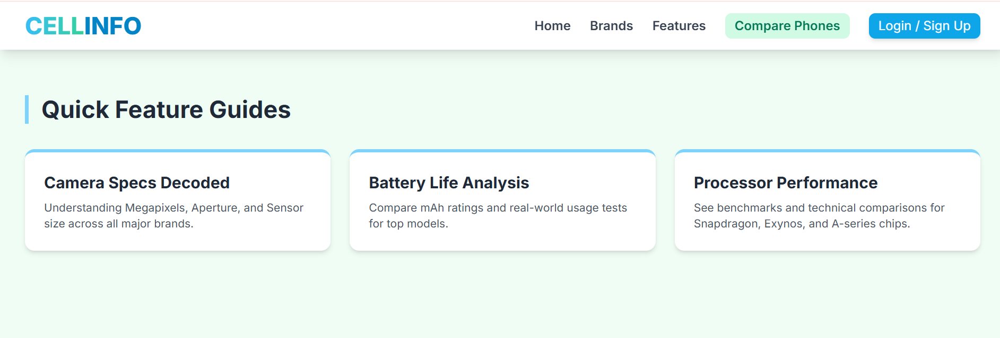 CELLINFO
Home
Brands
Features
Compare Phones
Login / Sign Up
Quick Feature Guides
Camera Specs Decoded
Understanding Megapixels, Aperture, and Sensor
size across all major brands.
Battery Life Analysis
Compare mAh ratings and real-world usage tests
for top models.
Processor Performance
See benchmarks and technical comparisons for
Snapdragon, Exynos, and A-series chips.